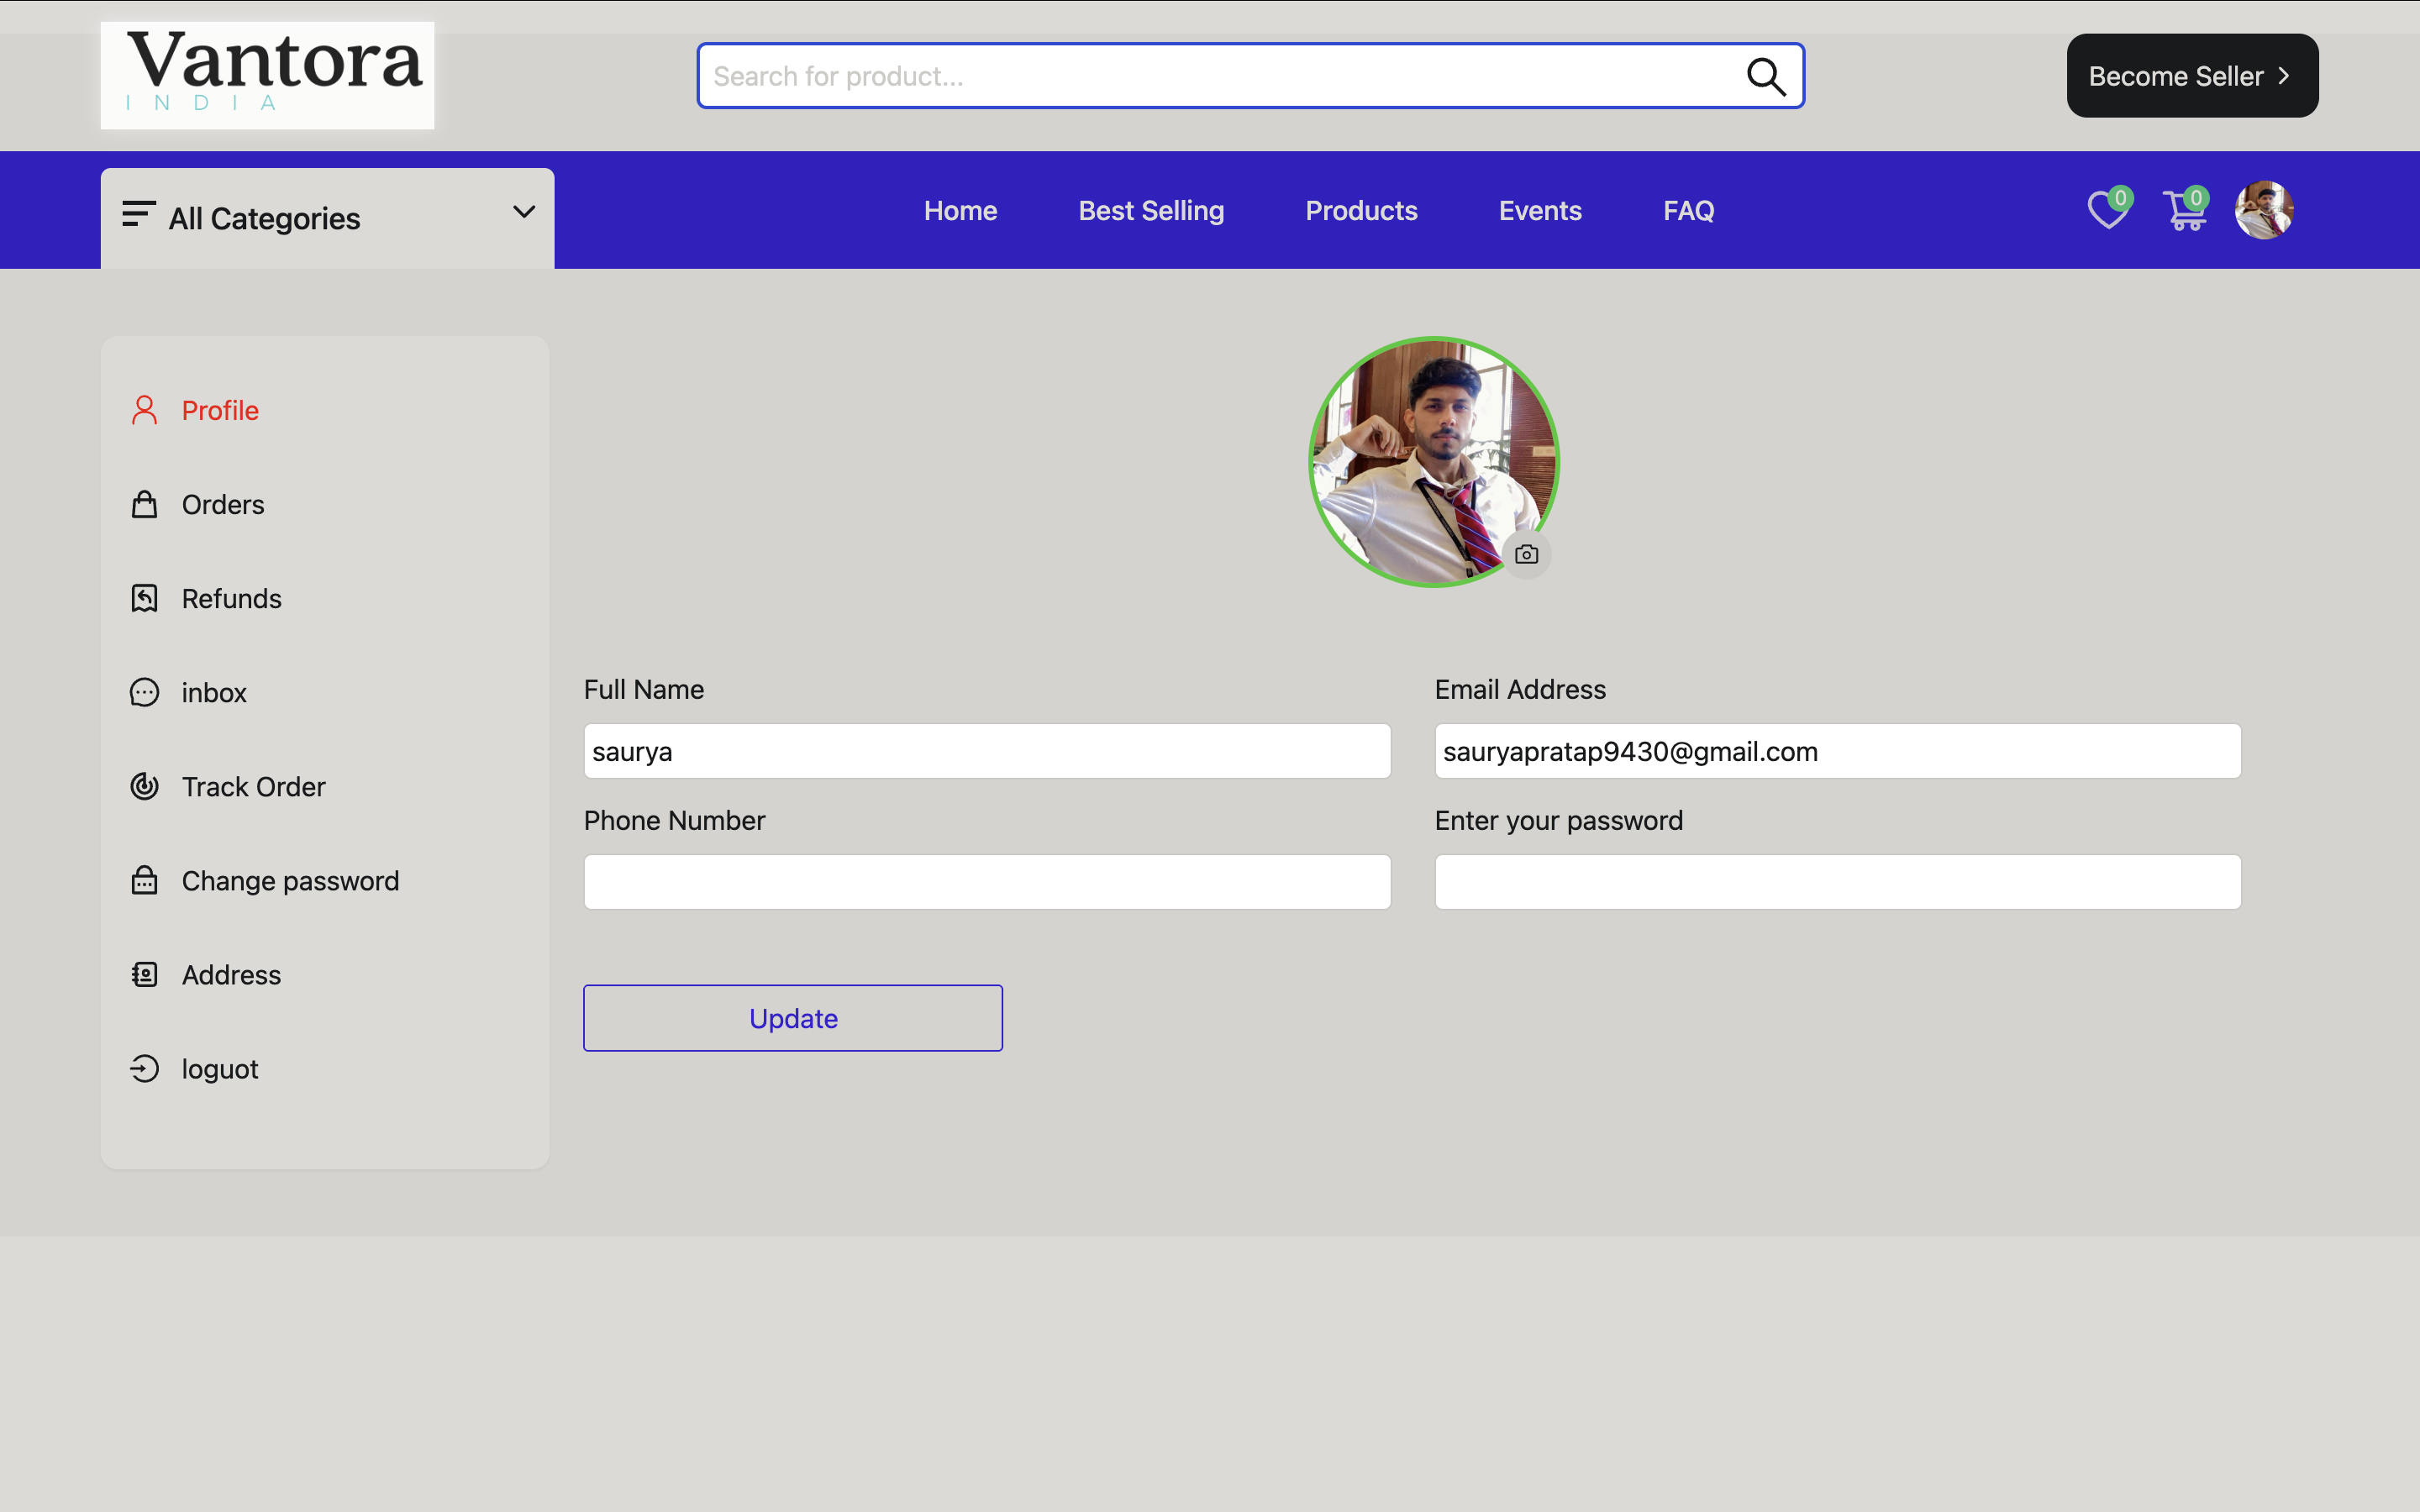 Vantora
INDIA
Search for product...
Become Seller
All Categories
Home
Best Selling
Products
Events
FAQ
0
0
Profile
Orders
Refunds
inbox
Track Order
Change password
Address
loguot
Full Name
saurya
Email Address
sauryapratap9430@gmail.com
Phone Number
Enter your password
Update